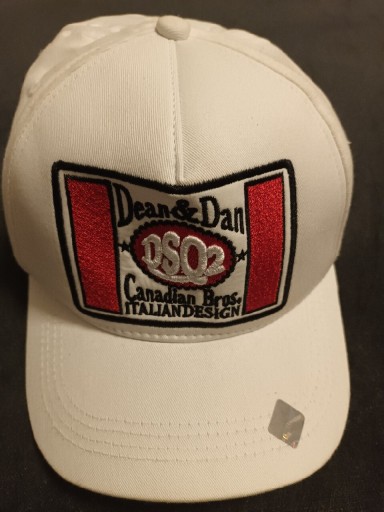 Dean & Dan
DSQ2
Canadian Bros.
ITALIANDESIGN